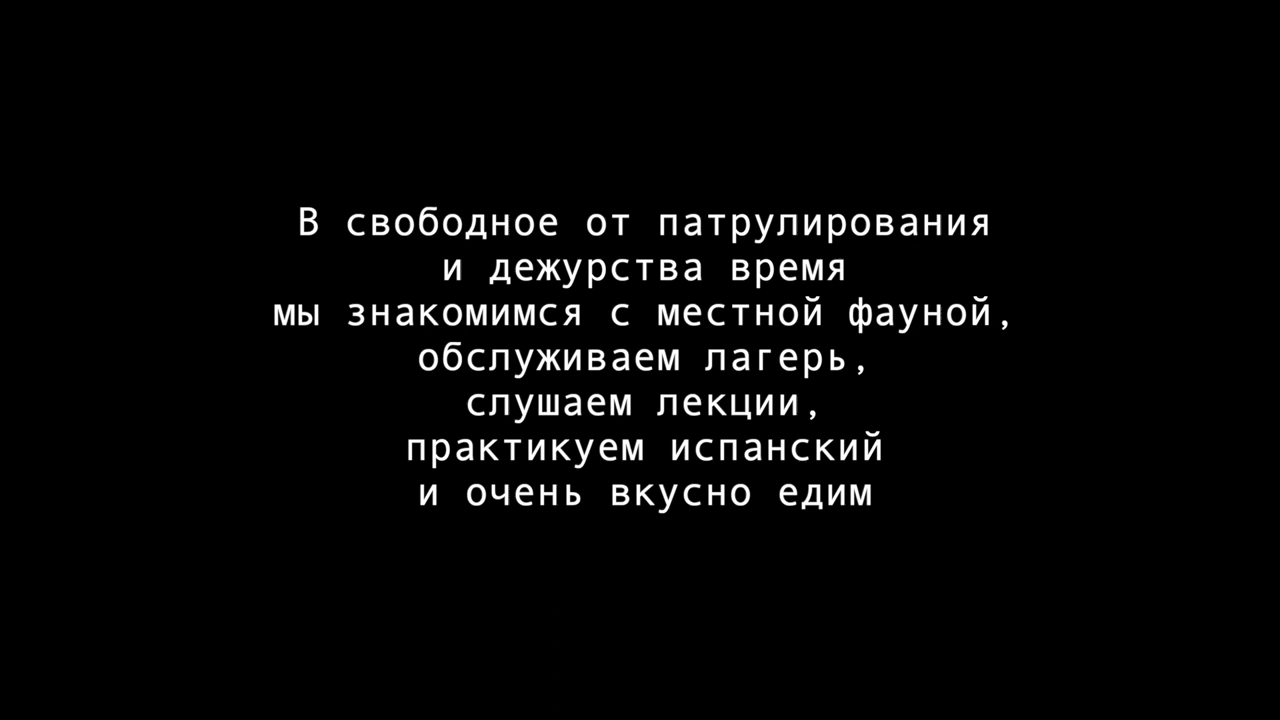 В свободное от патрулирования
и дежурства время
мы знакомимся с местной фауной,
обслуживаем лагерь,
слушаем лекции,
практикуем испанский
и очень вкусно едим